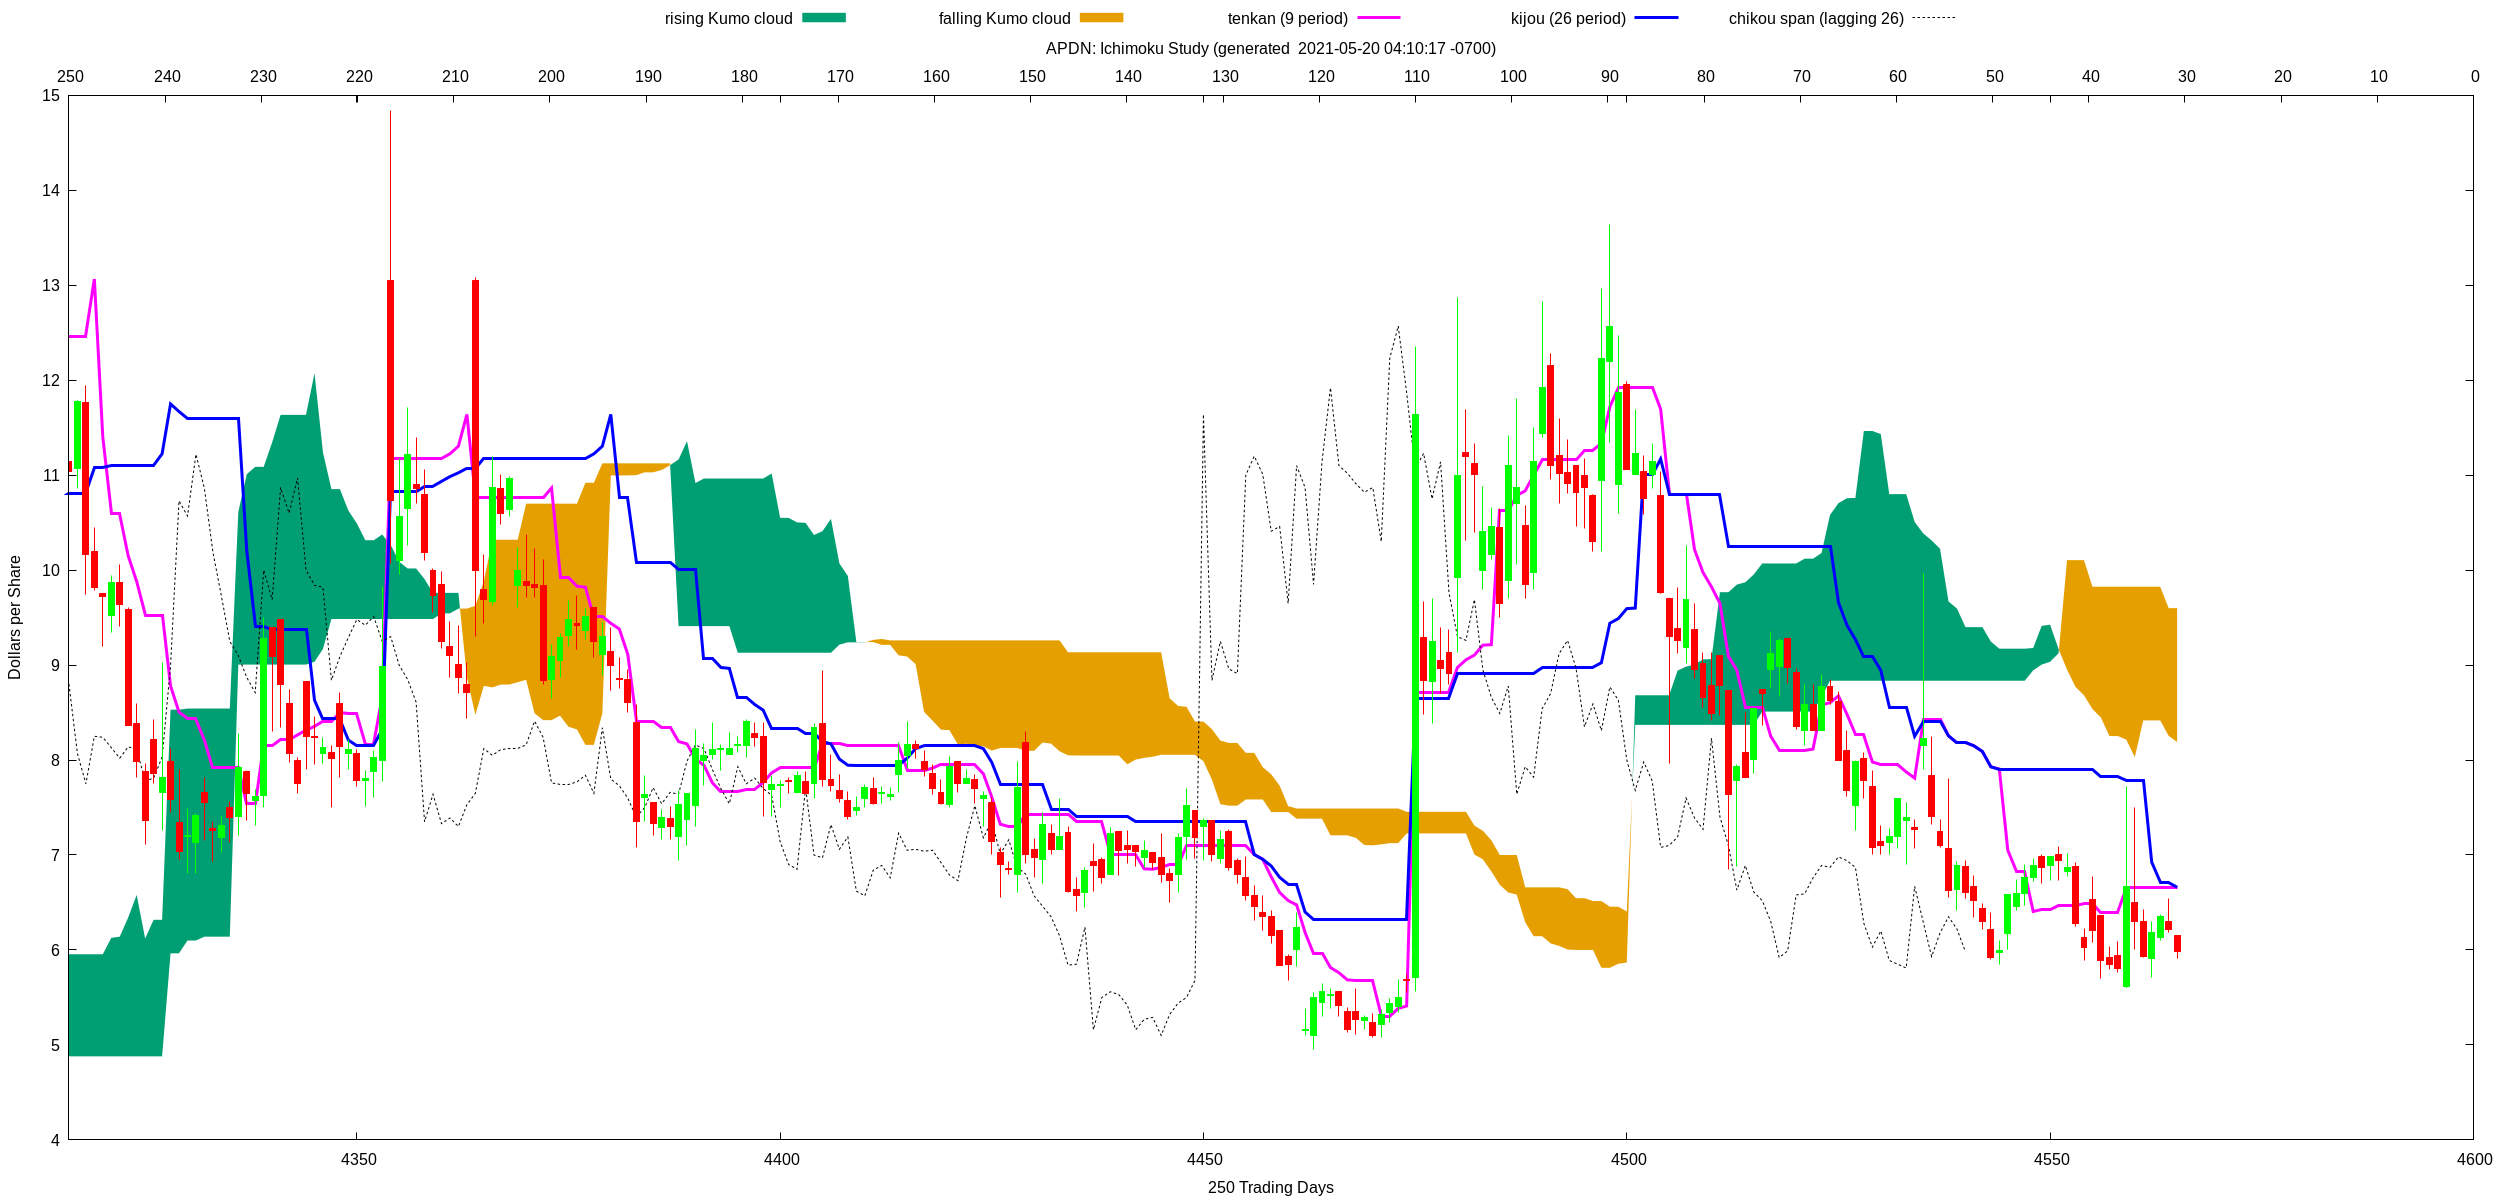 rising Kumo cloud falling Kumo cloud tenkan (9 period) kijou (26 period) chikou span (lagging 26)
APDN: Ichimoku Study (generated  2021-05-20 04:10:17 -0700)
250 240 230 220 210 200 190 180 170 160 150 140 130 120 110 100 90 80 70 60 50 40 30 20 10 0
15
14
13
12
11
10
9
8
7
6
5
4
Dollars per Share
4350 4400 4450 4500 4550 4600
250 Trading Days